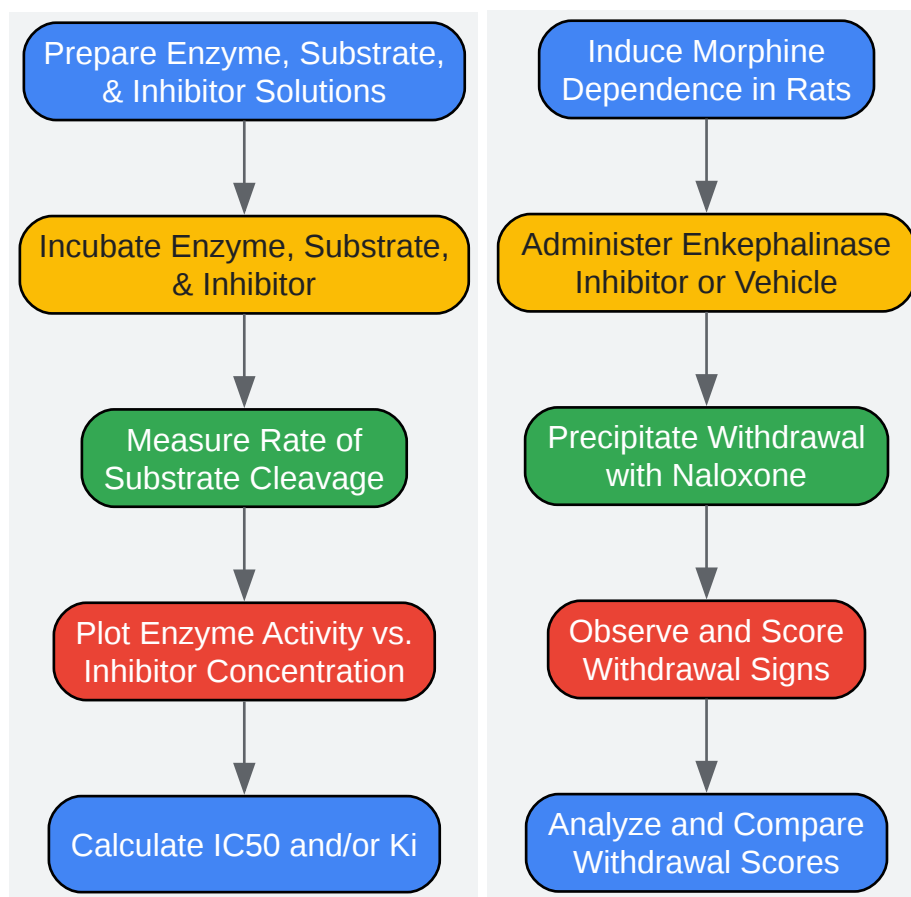 Prepare Enzyme, Substrate,
& Inhibitor Solutions
Incubate Enzyme, Substrate,
& Inhibitor
Measure Rate of
Substrate Cleavage
Plot Enzyme Activity vs.
Inhibitor Concentration
Calculate IC50 and/or Ki
Induce Morphine
Dependence in Rats
Administer Enkephalinase
Inhibitor or Vehicle
Precipitate Withdrawal
with Naloxone
Observe and Score
Withdrawal Signs
Analyze and Compare
Withdrawal Scores